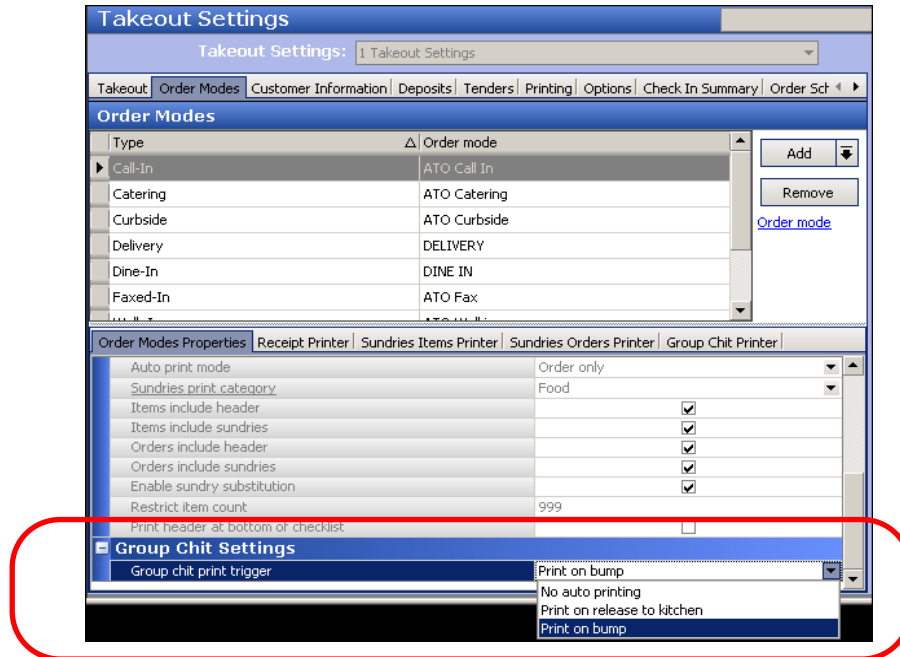 Takeout Settings
Takeout Settings: 1 Takeout Settings
Takeout Order Modes Customer Information Deposits Tenders Printing Options Check In Summary Order Sch
Order Modes
Type Order mode
Add
Call-In ATO Call In
Catering ATO Catering
Remove
Curbside ATO Curbside
Order mode
Delivery DELIVERY
Dine-In DINE IN
Faxed-In ATO Fax
Order Modes Properties Receipt Printer Sundries Items Printer Sundries Orders Printer Group Chit Printer
Auto print mode Order only
Sundries print category Food
Items include header
Items include sundries
Orders include header
Orders include sundries
Enable sundry substitution
Restrict item count 999
Print header at bottom of checklist
Group Chit Settings
Group chit print trigger Print on bump
No auto printing
Print on release to kitchen
Print on bump